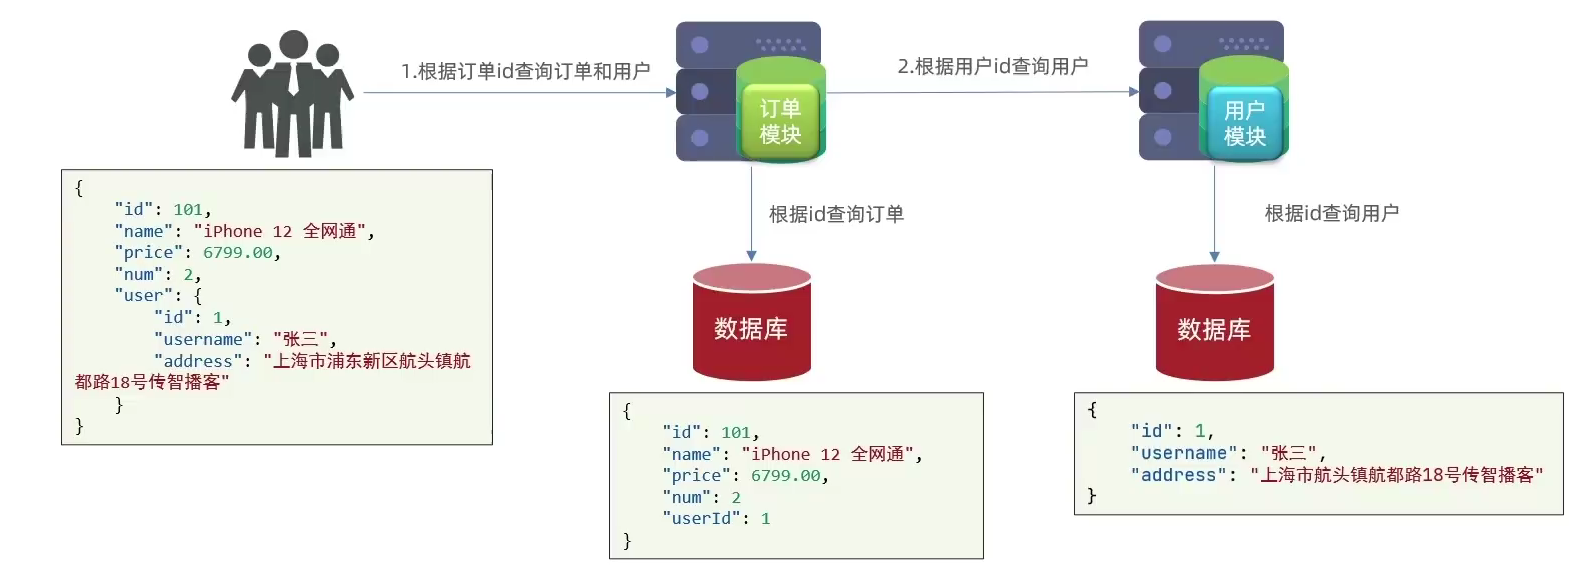 1.根据订单id查询订单和用户
2.根据用户id查询用户
订单
模块
用户
模块
根据id查询订单
根据id查询用户
数据库
数据库
{
"id": 101,
"name": "iPhone 12 全网通",
"price": 6799.00,
"num": 2,
"user": {
"id": 1,
"username": "张三",
"address": "上海市浦东新区航头镇航
都路18号传智播客"
}
}
{
"id": 101,
"name": "iPhone 12 全网通",
"price": 6799.00,
"num": 2
"userId": 1
}
{
"id": 1,
"username": "张三",
"address": "上海市航头镇航都路18号传智播客"
}